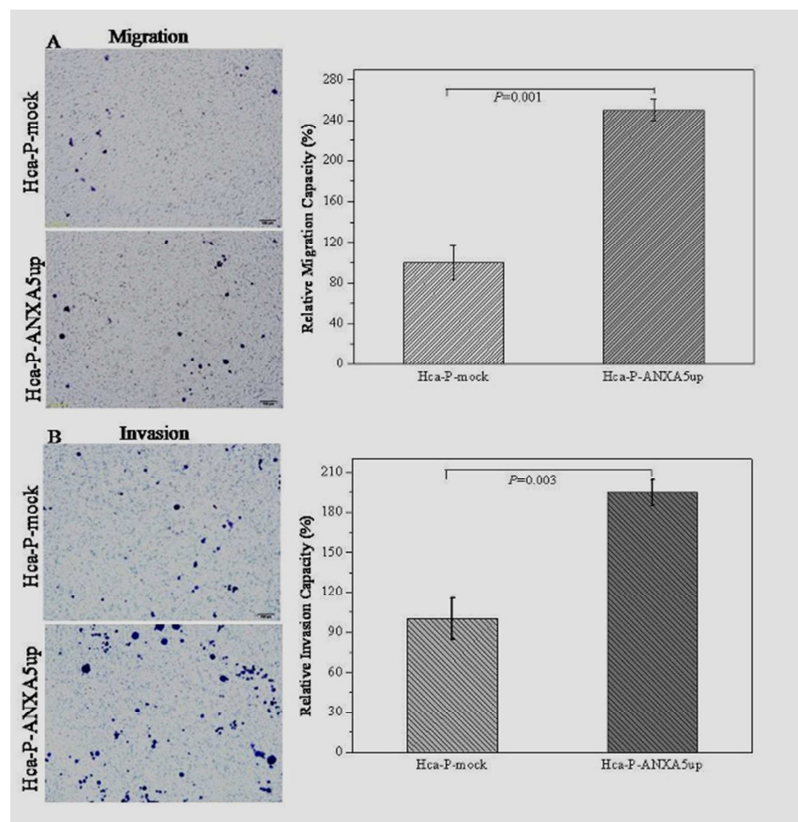 A
Migration
Hca-P-mock
Hca-P-ANXA5up
Relative Migration Capacity (%)
280
240
200
160
120
80
40
0
P=0.001
Hca-P-mock
Hca-P-ANXA5up
B
Invasion
Hca-P-mock
Hca-P-ANXA5up
Relative Invasion Capacity (%)
210
180
150
120
90
60
30
0
P=0.003
Hca-P-mock
Hca-P-ANXA5up